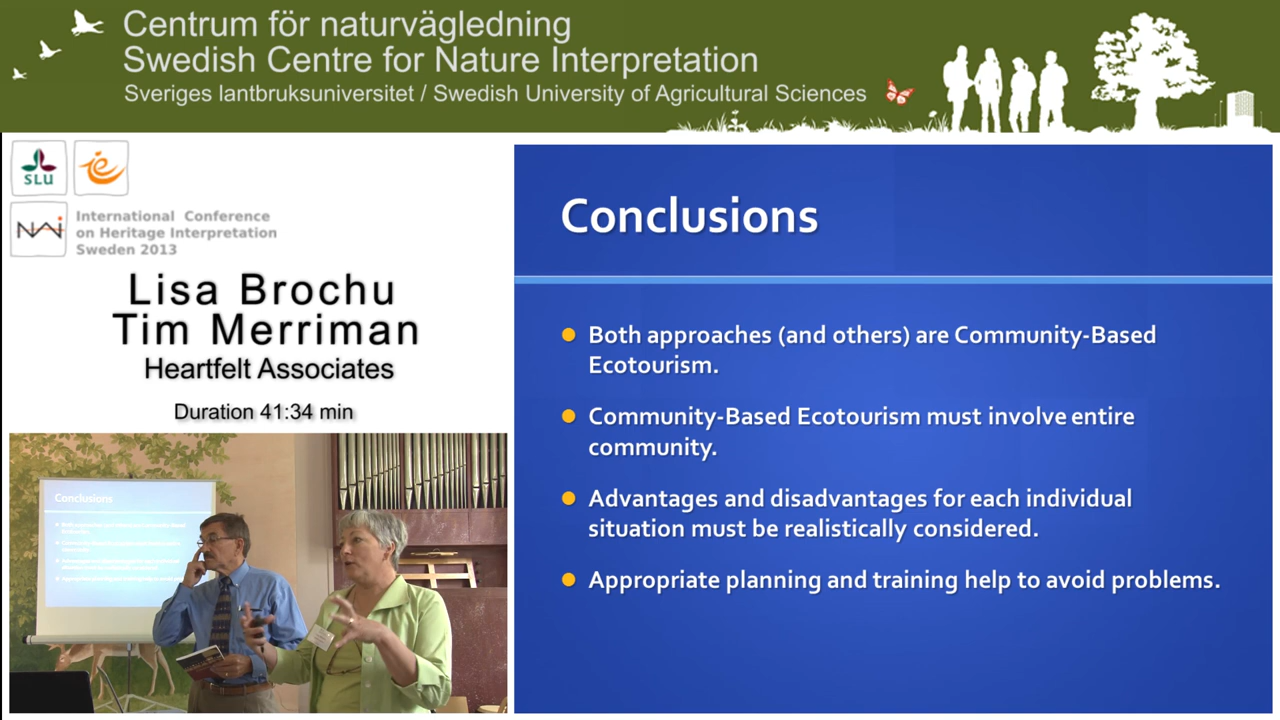 Centrum för naturvägledning
Swedish Centre for Nature Interpretation
Sveriges lantbruksuniversitet / Swedish University of Agricultural Sciences
SLU
ie
NAI
International Conference
on Heritage Interpretation
Sweden 2013
Lisa Brochu
Tim Merriman
Heartfelt Associates
Duration 41:34 min
Conclusions
Conclusions
Both approaches (and others) are Community-Based
Ecotourism.
Community-Based Ecotourism must involve entire
community.
Advantages and disadvantages for each individual
situation must be realistically considered.
Appropriate planning and training help to avoid problems.